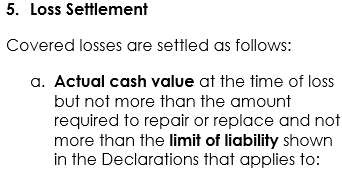 5. Loss Settlement
Covered losses are settled as follows:
a. Actual cash value at the time of loss
but not more than the amount
required to repair or replace and not
more than the limit of liability shown
in the Declarations that applies to: